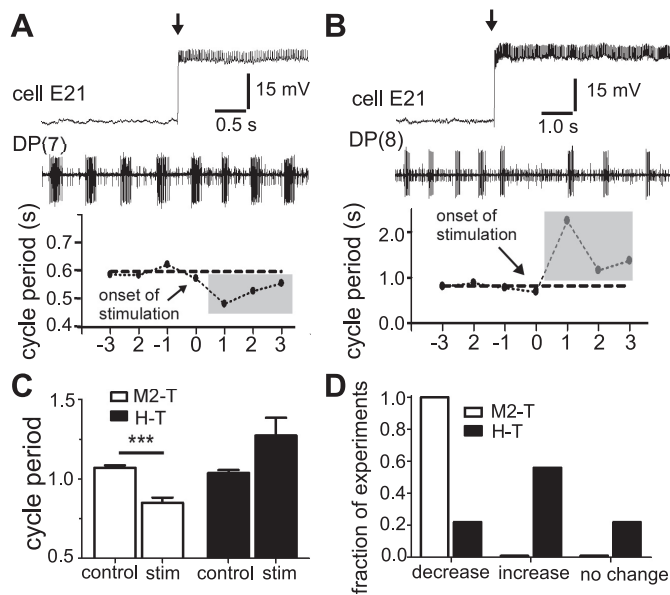 A
B
cell E21
15 mV
0.5 s
cell E21
15 mV
1.0 s
DP(7)
DP(8)
cycle period (s)
0.7
0.6
0.5
0.4
onset of
stimulation
-3 -2 -1 0 1 2 3
cycle period (s)
2.0
1.0
0.0
onset of
stimulation
-3 -2 -1 0 1 2 3
C
cycle period
1.5
1.0
0.5
M2-T
H-T
***
control stim control stim
D
fraction of experiments
1.0
0.8
0.6
0.4
0.2
0.0
M2-T
H-T
decrease increase no change